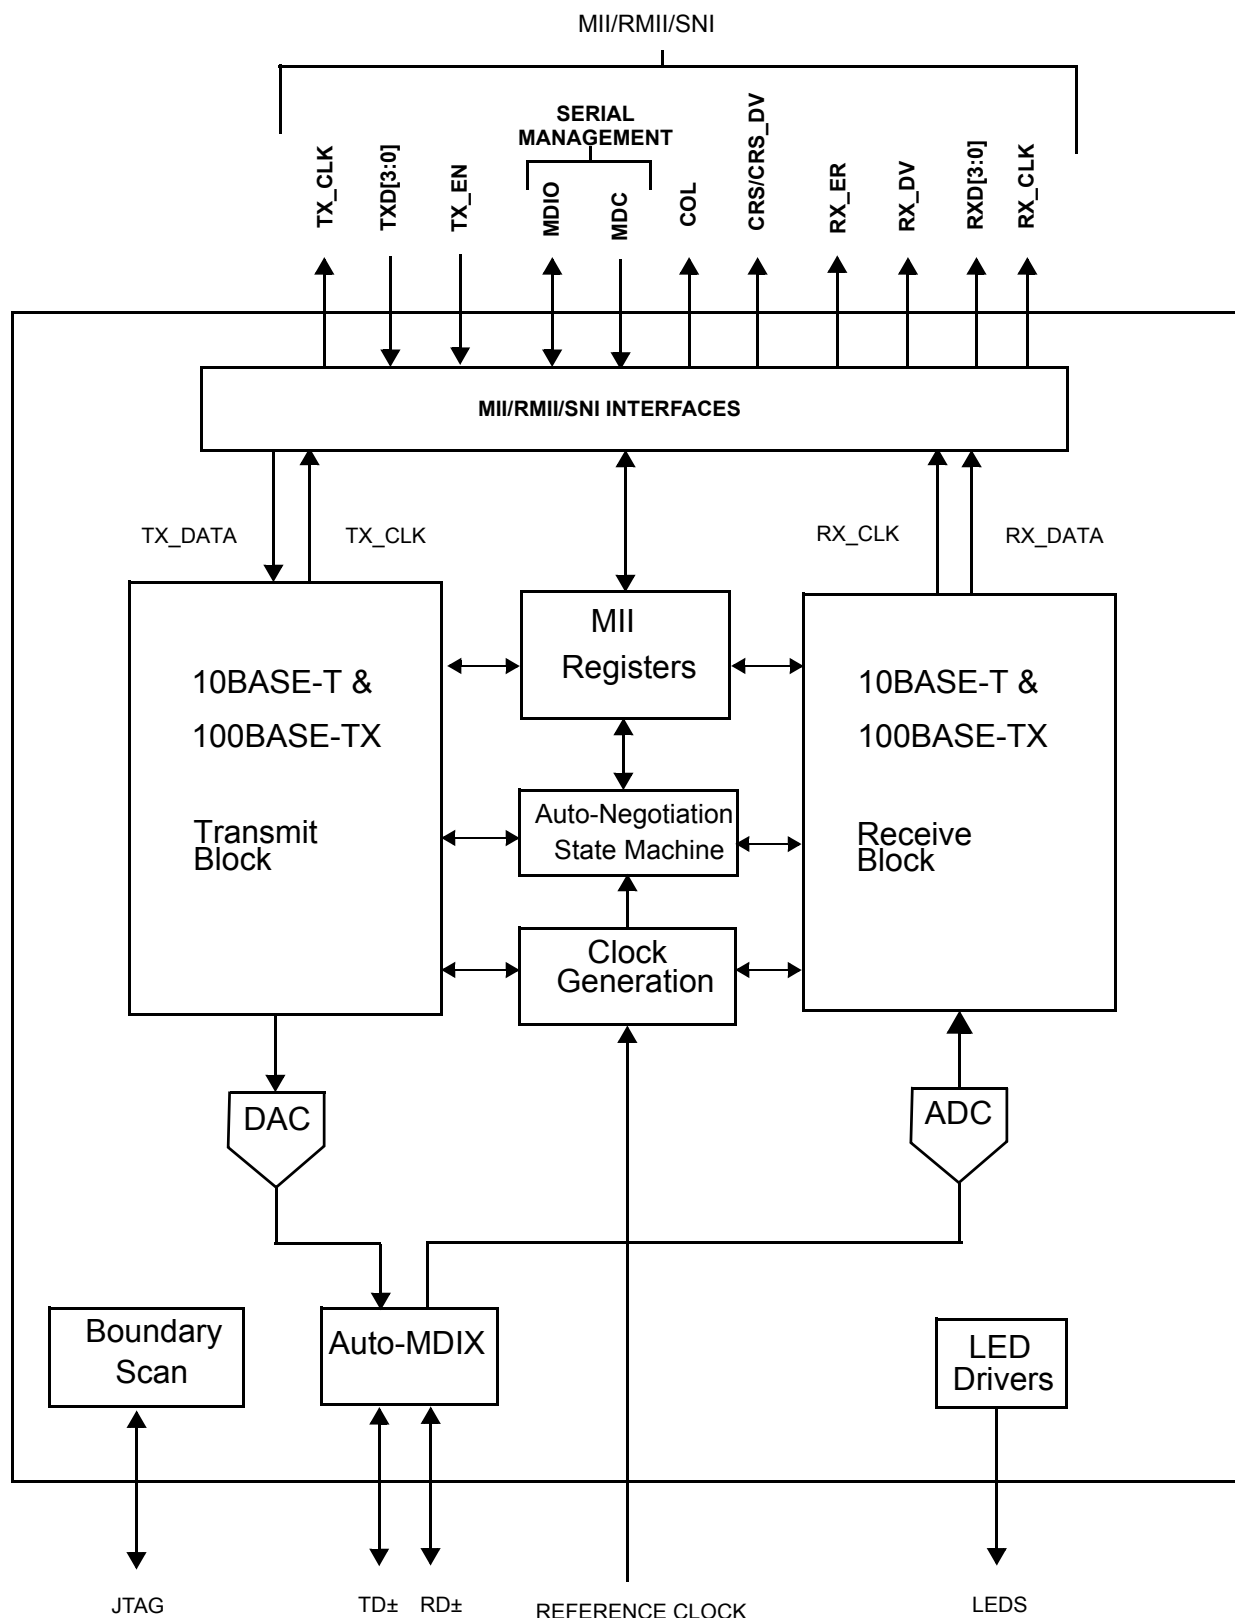 MII/RMII/SNI
SERIAL
MANAGEMENT
TX_CLK
TXD[3:0]
TX_EN
MDIO
MDC
COL
CRS/CRS_DV
RX_ER
RX_DV
RXD[3:0]
RX_CLK
MII/RMII/SNI INTERFACES
TX_DATA
TX_CLK
RX_CLK
RX_DATA
10BASE-T &
100BASE-TX
Transmit
Block
MII
Registers
10BASE-T &
100BASE-TX
Receive
Block
Auto-Negotiation
State Machine
Clock
Generation
DAC
ADC
Boundary
Scan
Auto-MDIX
LED
Drivers
JTAG
TD±
RD±
REFERENCE CLOCK
LEDS